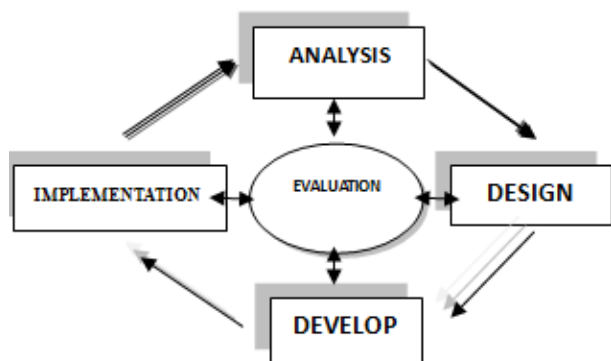 ANALYSIS
IMPLEMENTATION
EVALUATION
DESIGN
DEVELOP